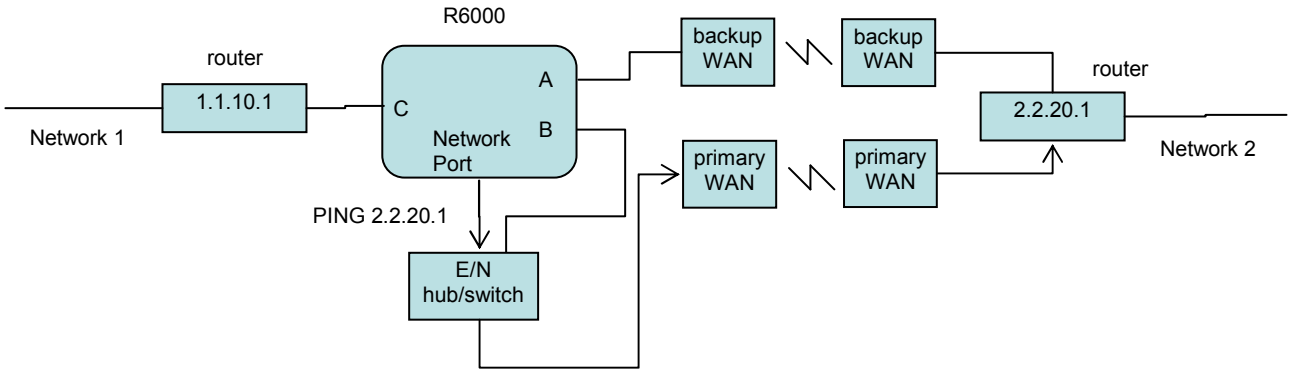 R6000
router
1.1.10.1
Network 1
C
A
B
Network
Port
backup
WAN
backup
WAN
router
2.2.20.1
Network 2
primary
WAN
primary
WAN
PING 2.2.20.1
E/N
hub/switch